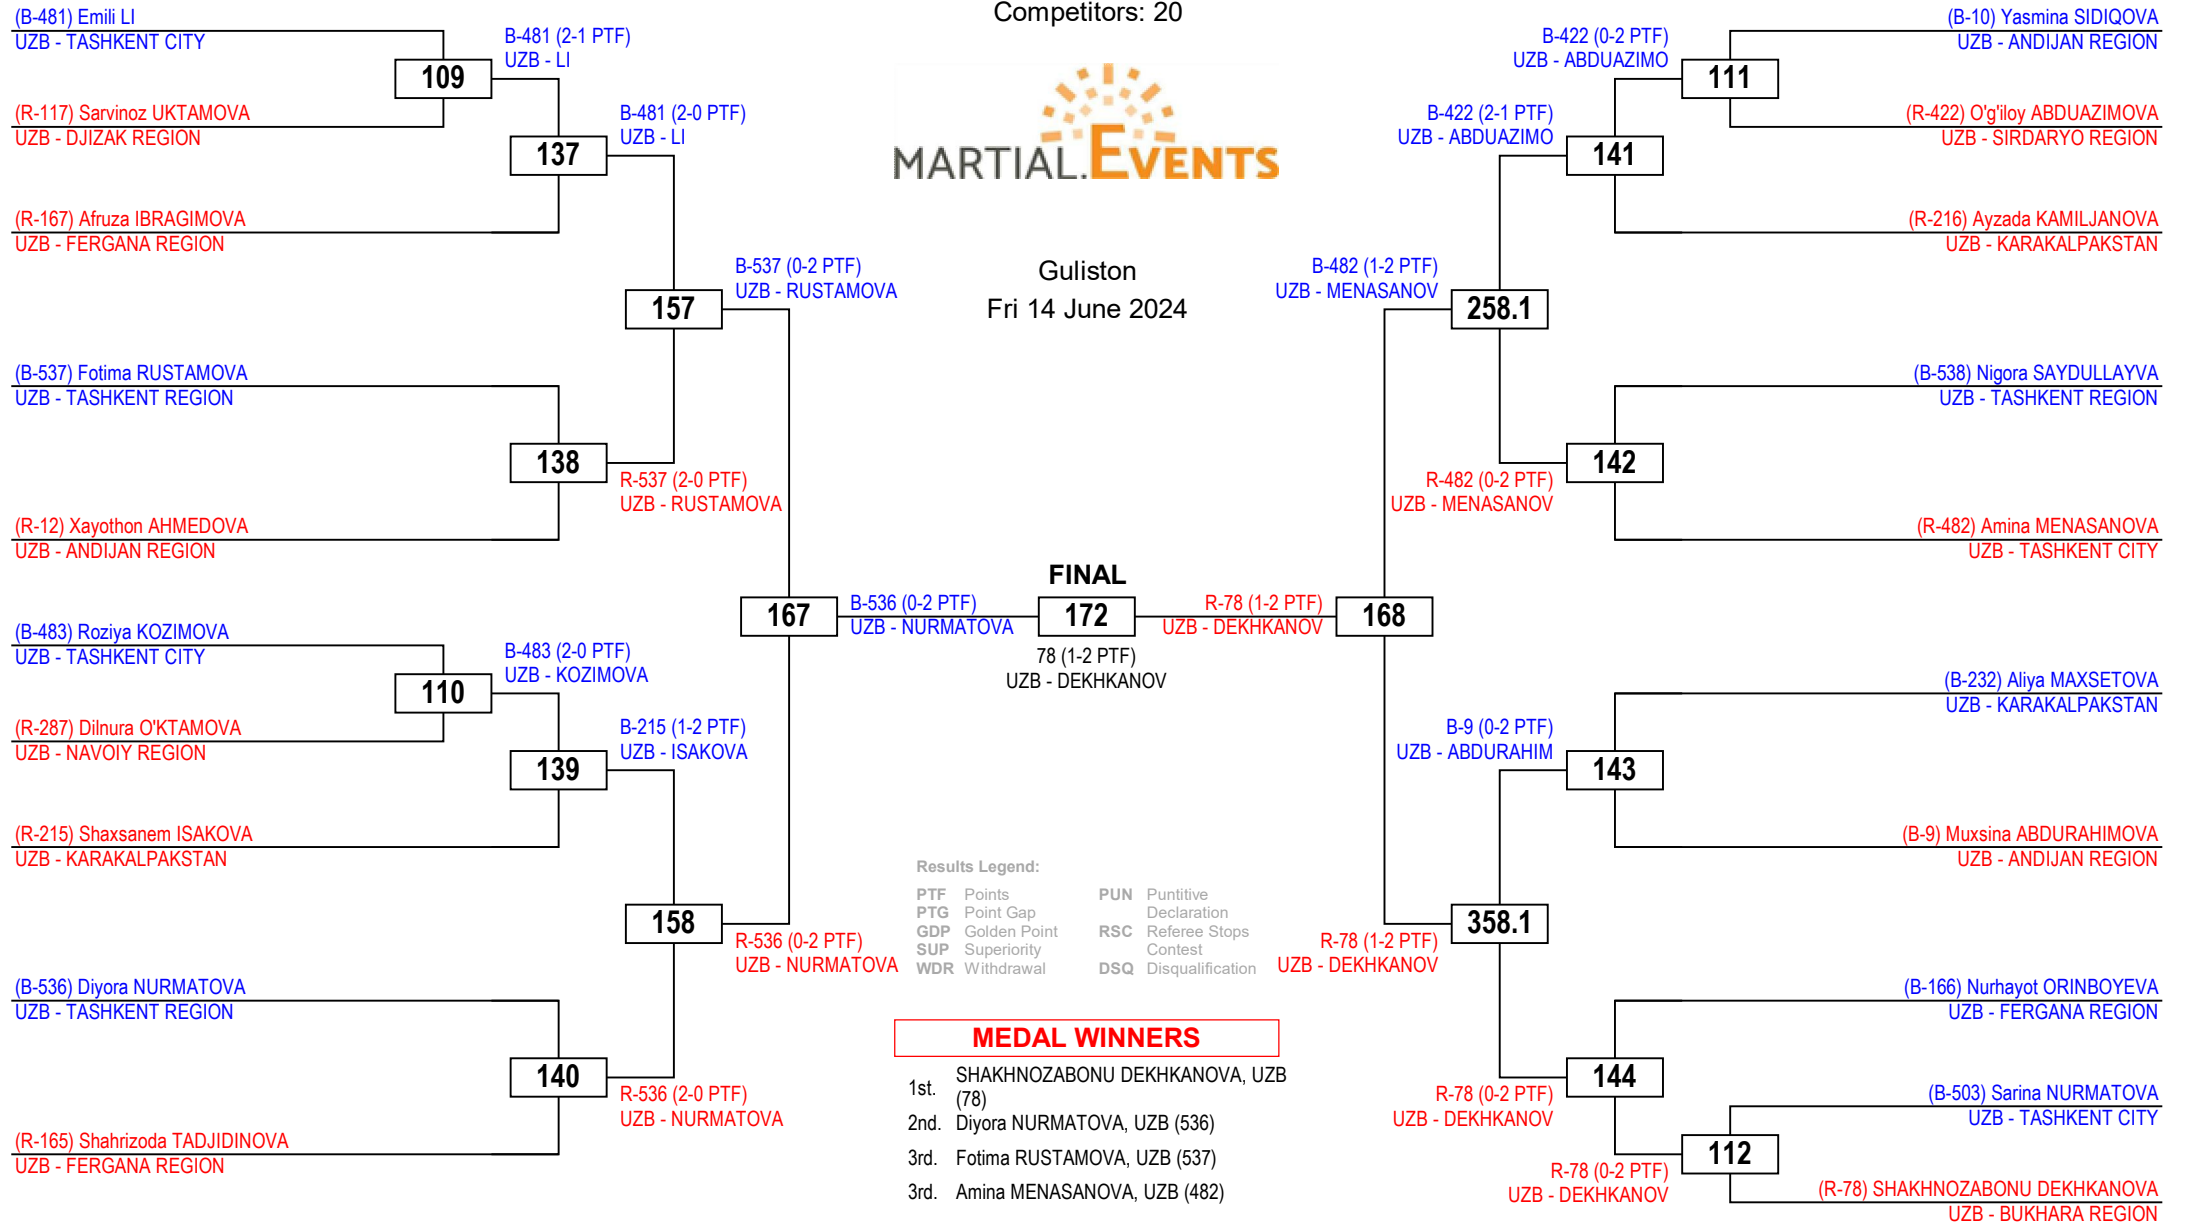 Competitors: 20
MARTIAL.EVENTS
Guliston
Fri 14 June 2024
(B-481) Emili LI
UZB - TASHKENT CITY
109
(R-117) Sarvinoz UKTAMOVA
UZB - DJIZAK REGION
B-481 (2-1 PTF)
UZB - LI
137
(R-167) Afruza IBRAGIMOVA
UZB - FERGANA REGION
B-481 (2-0 PTF)
UZB - LI
157
(B-537) Fotima RUSTAMOVA
UZB - TASHKENT REGION
138
R-537 (2-0 PTF)
UZB - RUSTAMOVA
(R-12) Xayothon AHMEDOVA
UZB - ANDIJAN REGION
B-537 (0-2 PTF)
UZB - RUSTAMOVA
167
(B-483) Roziya KOZIMOVA
UZB - TASHKENT CITY
110
(R-287) Dilnura O'KTAMOVA
UZB - NAVOIY REGION
B-483 (2-0 PTF)
UZB - KOZIMOVA
139
(R-215) Shaxsanem ISAKOVA
UZB - KARAKALPAKSTAN
B-215 (1-2 PTF)
UZB - ISAKOVA
158
R-536 (0-2 PTF)
UZB - NURMATOVA
(B-536) Diyora NURMATOVA
UZB - TASHKENT REGION
140
R-536 (2-0 PTF)
UZB - NURMATOVA
(R-165) Shahrizoda TADJIDINOVA
UZB - FERGANA REGION
FINAL
B-536 (0-2 PTF)
UZB - NURMATOVA
172
R-78 (1-2 PTF)
UZB - DEKHKANOV
78 (1-2 PTF)
UZB - DEKHKANOV
168
(B-10) Yasmina SIDIQOVA
UZB - ANDIJAN REGION
B-422 (0-2 PTF)
UZB - ABDUAZIMO
111
(R-422) O'g'iloy ABDUAZIMOVA
UZB - SIRDARYO REGION
B-422 (2-1 PTF)
UZB - ABDUAZIMO
141
(R-216) Ayzada KAMILJANOVA
UZB - KARAKALPAKSTAN
B-482 (1-2 PTF)
UZB - MENASANOV
258.1
(B-538) Nigora SAYDULLAYVA
UZB - TASHKENT REGION
142
R-482 (0-2 PTF)
UZB - MENASANOV
(R-482) Amina MENASANOVA
UZB - TASHKENT CITY
(B-232) Aliya MAXSETOVA
UZB - KARAKALPAKSTAN
B-9 (0-2 PTF)
UZB - ABDURAHIM
143
(B-9) Muxsina ABDURAHIMOVA
UZB - ANDIJAN REGION
358.1
R-78 (1-2 PTF)
UZB - DEKHKANOV
(B-166) Nurhayot ORINBOYEVA
UZB - FERGANA REGION
144
R-78 (0-2 PTF)
UZB - DEKHKANOV
(B-503) Sarina NURMATOVA
UZB - TASHKENT CITY
112
R-78 (0-2 PTF)
UZB - DEKHKANOV
(R-78) SHAKHNOZABONU DEKHKANOVA
UZB - BUKHARA REGION
Results Legend:
PTF Points
PTG Point Gap
GDP Golden Point
SUP Superiority
WDR Withdrawal
PUN Puntitive
Declaration
RSC Referee Stops
Contest
DSQ Disqualification
MEDAL WINNERS
1st. SHAKHNOZABONU DEKHKANOVA, UZB
(78)
2nd. Diyora NURMATOVA, UZB (536)
3rd. Fotima RUSTAMOVA, UZB (537)
3rd. Amina MENASANOVA, UZB (482)